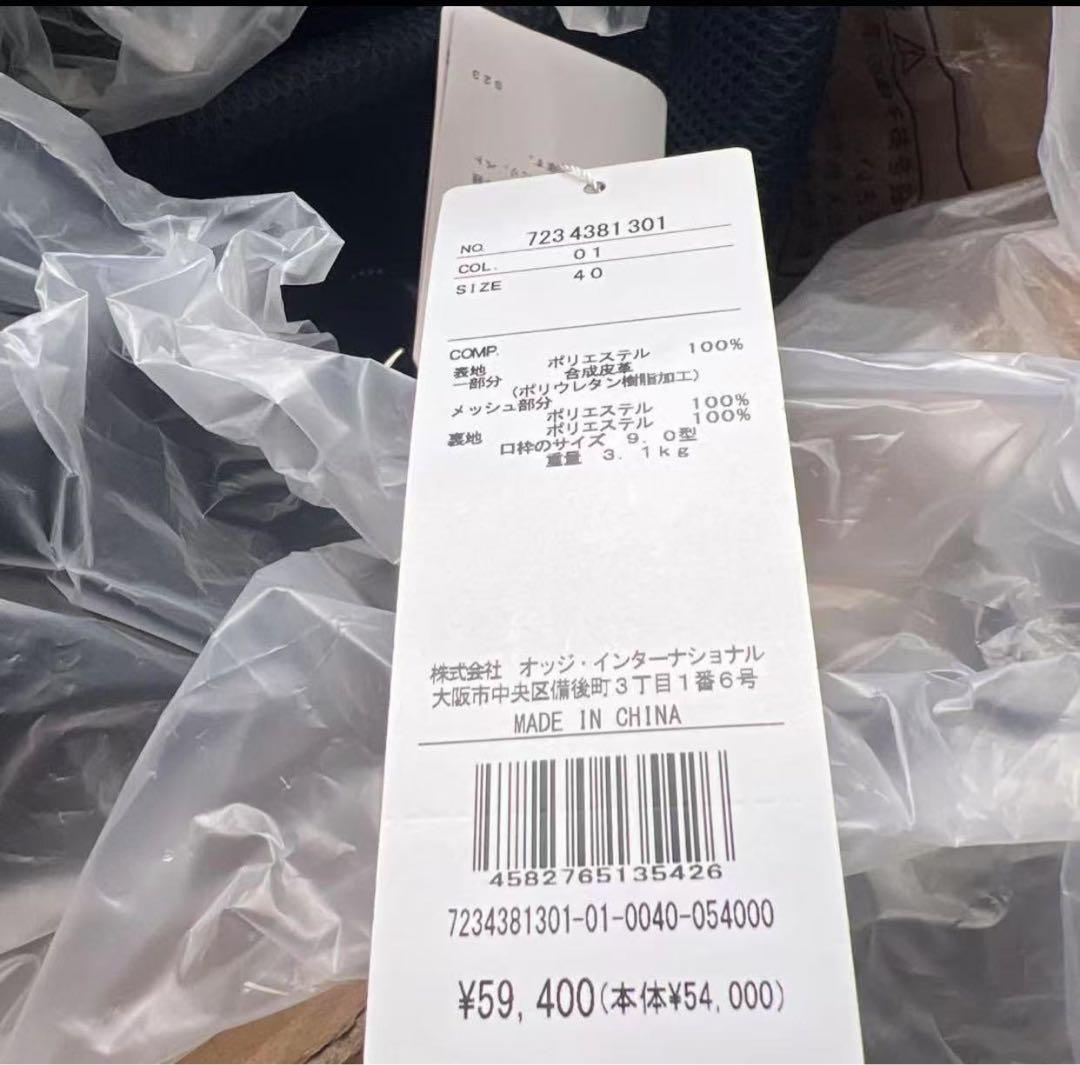 S23
NO. 7234381301
COL. 01
SIZE 40
COMP.
表地 ポリエステル 100%
一部分 合成皮革
(ポリウレタン樹脂加工)
メッシュ部分
ポリエステル 100%
裏地 ポリエステル 100%
口枠のサイズ 9.0型
重量 3.1kg
株式会社 オッジ・インターナショナル
大阪市中央区備後町3丁目1番6号
MADE IN CHINA
4582765135426
7234381301-01-0040-054000
¥59,400(本体¥54,000)